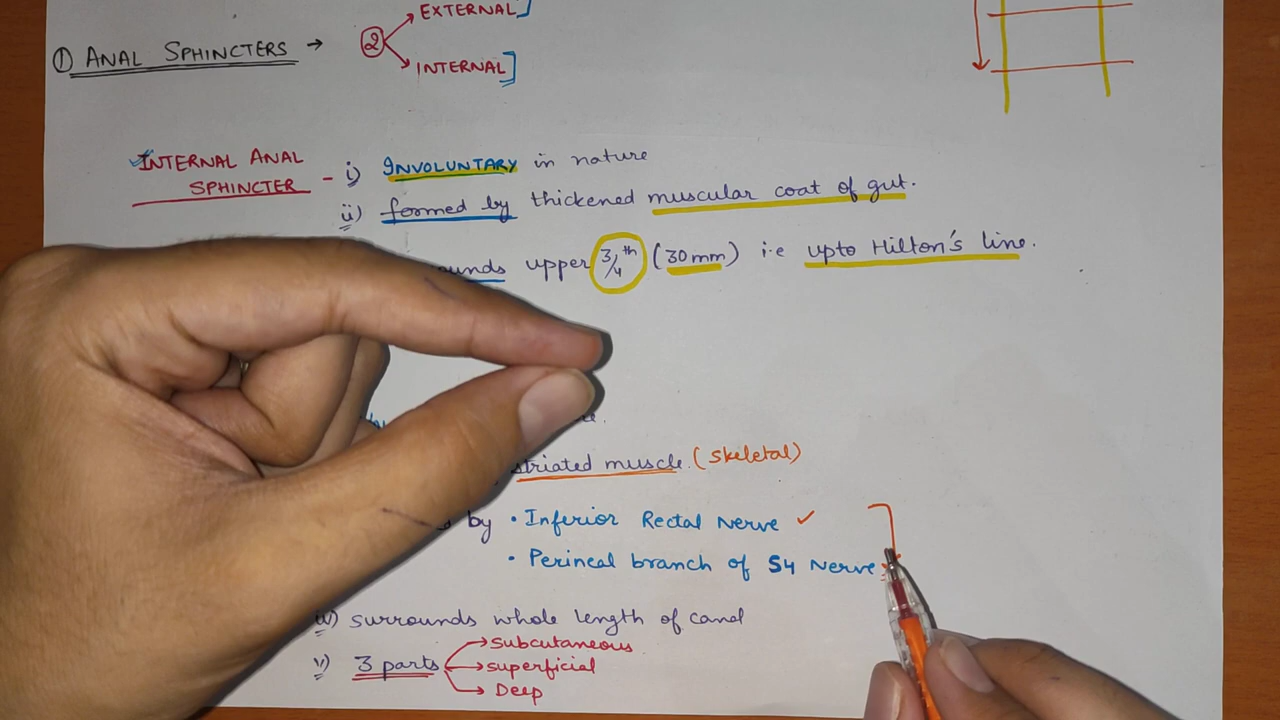 ① ANAL SPHINCTERS → ② EXTERNAL
INTERNAL
INTERNAL ANAL SPHINCTER - i) INVOLUNTARY in nature
ii) formed by thickened muscular coat of gut.
upper 3/4th (30mm) i.e upto Hilton's line.
striated muscle. (skeletal)
by • Inferior Rectal Nerve ✓
• Perineal branch of S4 Nerve
iv) surrounds whole length of canal
v) 3 parts → subcutaneous
→ superficial
→ Deep